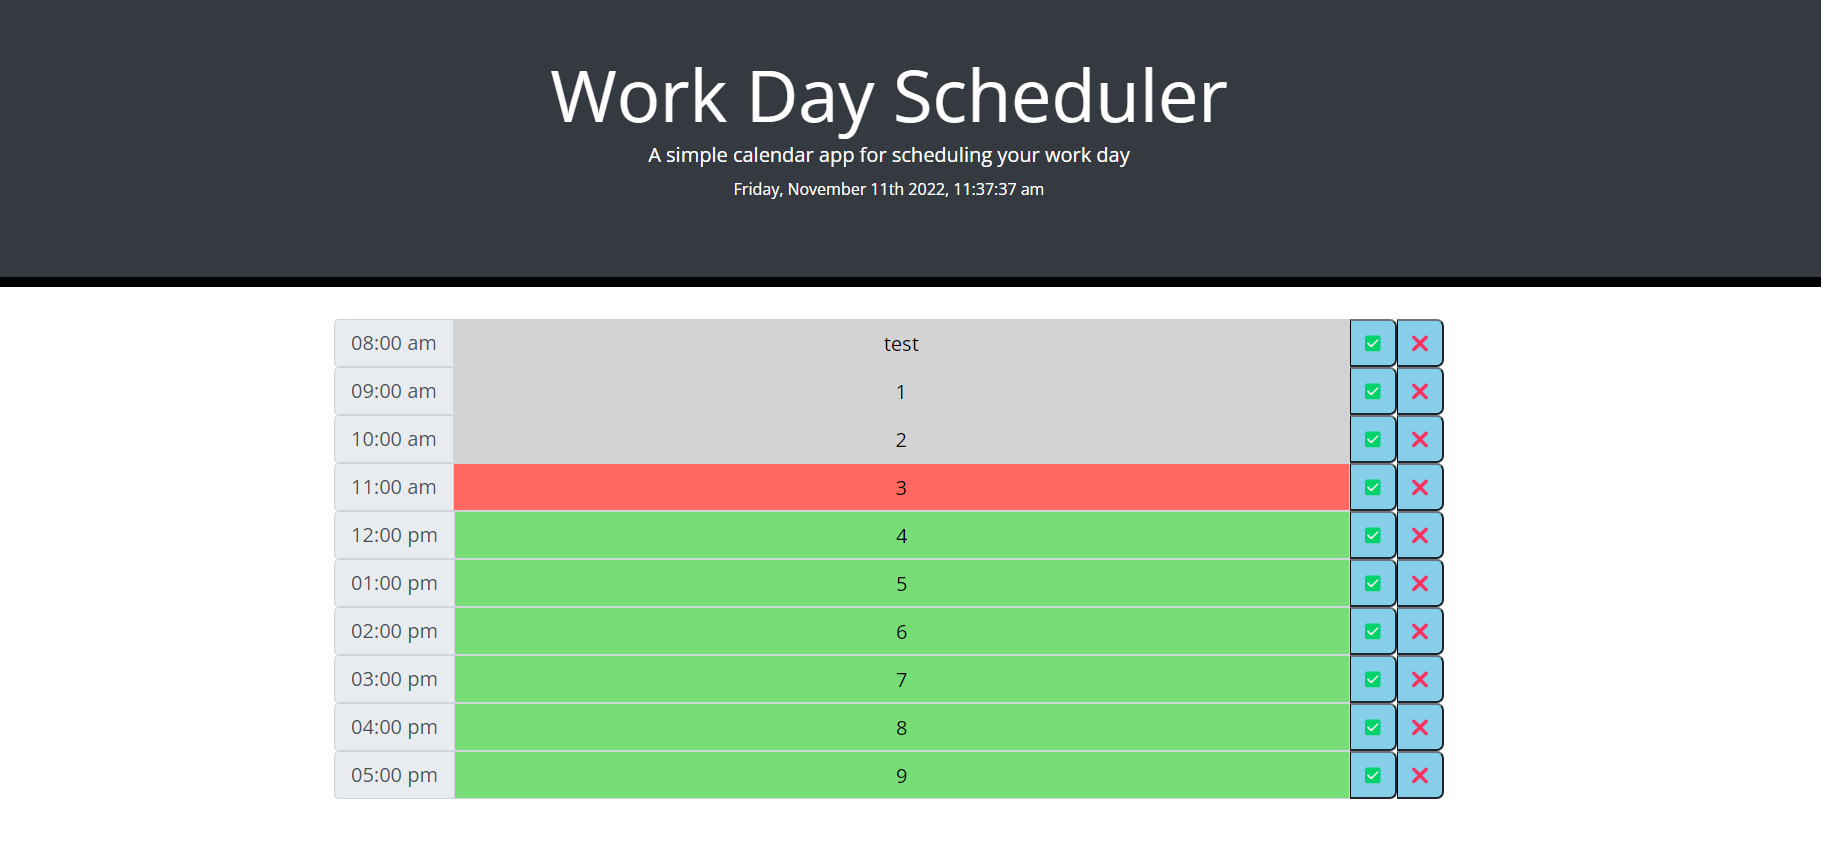 Work Day Scheduler
A simple calendar app for scheduling your work day
Friday, November 11th 2022, 11:37:37 am
08:00 am test
09:00 am 1
10:00 am 2
11:00 am 3
12:00 pm 4
01:00 pm 5
02:00 pm 6
03:00 pm 7
04:00 pm 8
05:00 pm 9